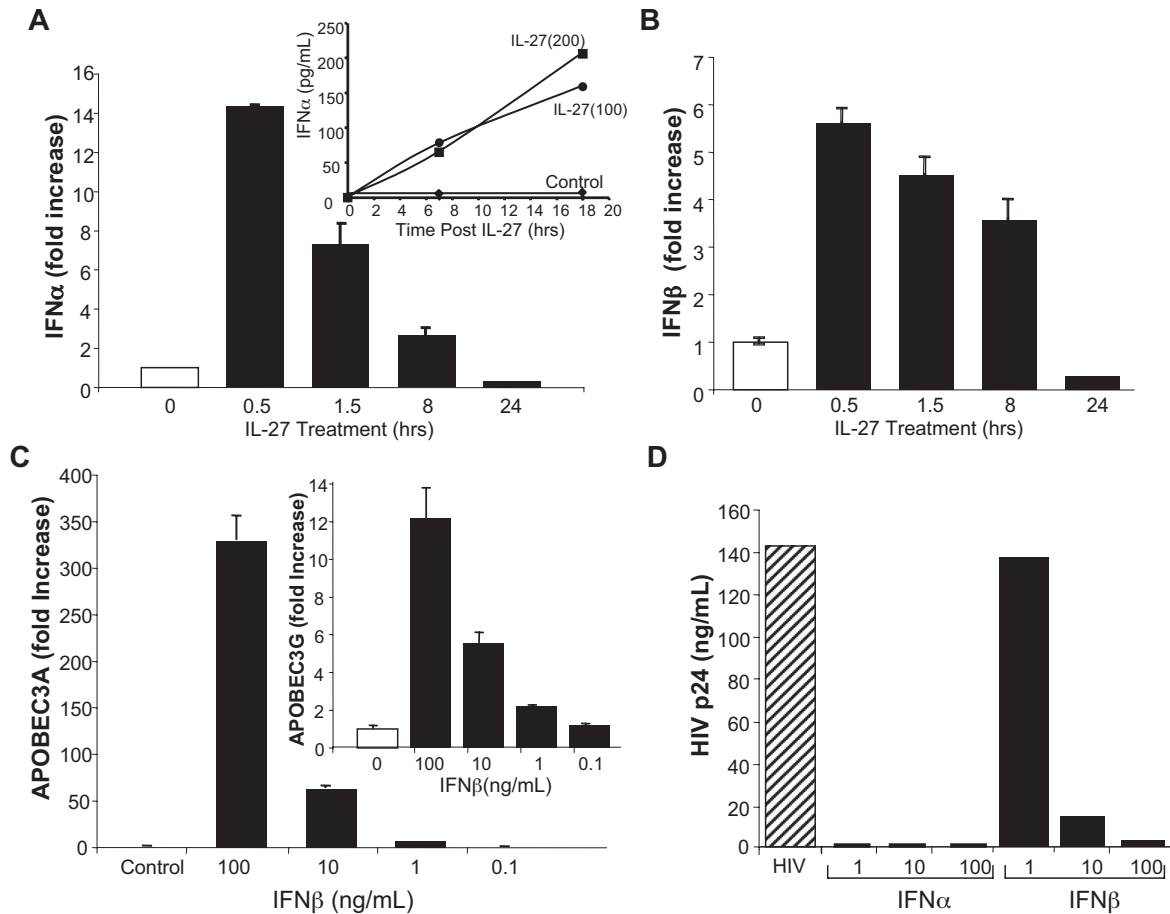 A
IFNα (fold increase)
16
14
12
10
8
6
4
2
0
0 0.5 1.5 8 24
IL-27 Treatment (hrs)
IFNα (pg/mL)
250
200
150
100
50
0
IL-27(200)
IL-27(100)
Control
0 2 4 6 8 10 12 14 16 18 20
Time Post IL-27 (hrs)
B
IFNβ (fold increase)
7
6
5
4
3
2
1
0
0 0.5 1.5 8 24
IL-27 Treatment (hrs)
C
APOBEC3A (fold Increase)
400
350
300
250
200
150
100
50
0
Control 100 10 1 0.1
IFNβ (ng/mL)
APOBEC3G (fold Increase)
14
12
10
8
6
4
2
0
0 100 10 1 0.1
IFNβ(ng/mL)
D
HIV p24 (ng/mL)
160
140
120
100
80
60
40
20
0
HIV 1 10 100 1 10 100
IFNα IFNβ